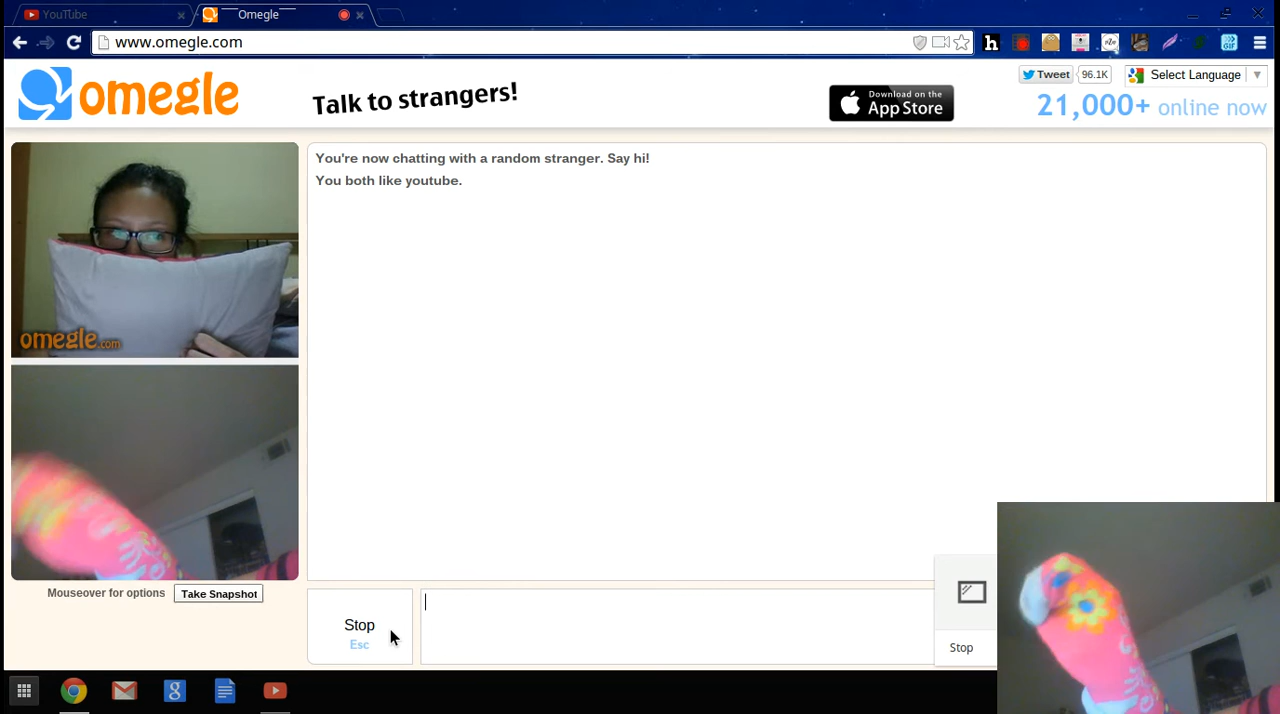 YouTube
Omegle
www.omegle.com
h
GIF
omegle
Talk to strangers!
Download on the
App Store
Tweet
96.1K
Select Language
21,000+ online now
You're now chatting with a random stranger. Say hi!
You both like youtube.
omegle.com
Mouseover for options
Take Snapshot
Stop
Esc
Stop